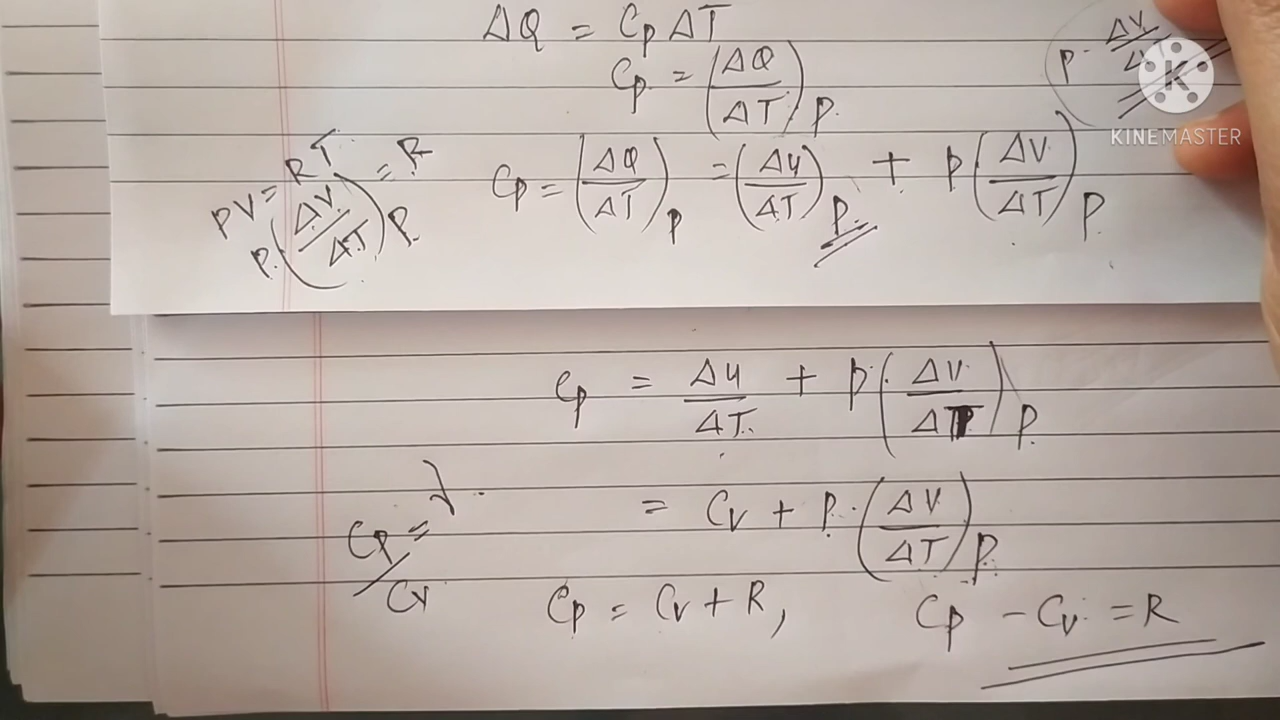 ΔQ = Cp ΔT
Cp = (ΔQ/ΔT)p
P ΔV
KINEMASTER
PV = RT
P(ΔV/ΔT)P = R
Cp = (ΔQ/ΔT)p = (Δu/ΔT)p + p(ΔV/ΔT)p
Cp = Δu/ΔT + p(ΔV/ΔT)p
= Cv + P.(ΔV/ΔT)p
Cp/Cv = γ
Cp = Cv + R, Cp - Cv = R